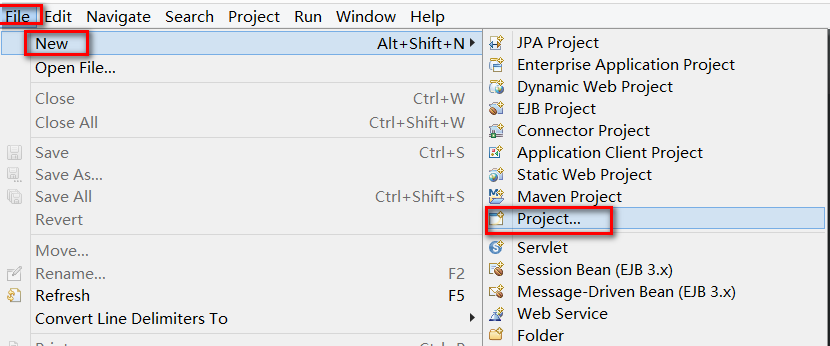 File Edit Navigate Search Project Run Window Help
New Alt+Shift+N
Open File...
Close Ctrl+W
Close All Ctrl+Shift+W
Save Ctrl+S
Save As...
Save All Ctrl+Shift+S
Revert
Move...
Rename... F2
Refresh F5
Convert Line Delimiters To
JPA Project
Enterprise Application Project
Dynamic Web Project
EJB Project
Connector Project
Application Client Project
Static Web Project
Maven Project
Project...
Servlet
Session Bean (EJB 3.x)
Message-Driven Bean (EJB 3.x)
Web Service
Folder